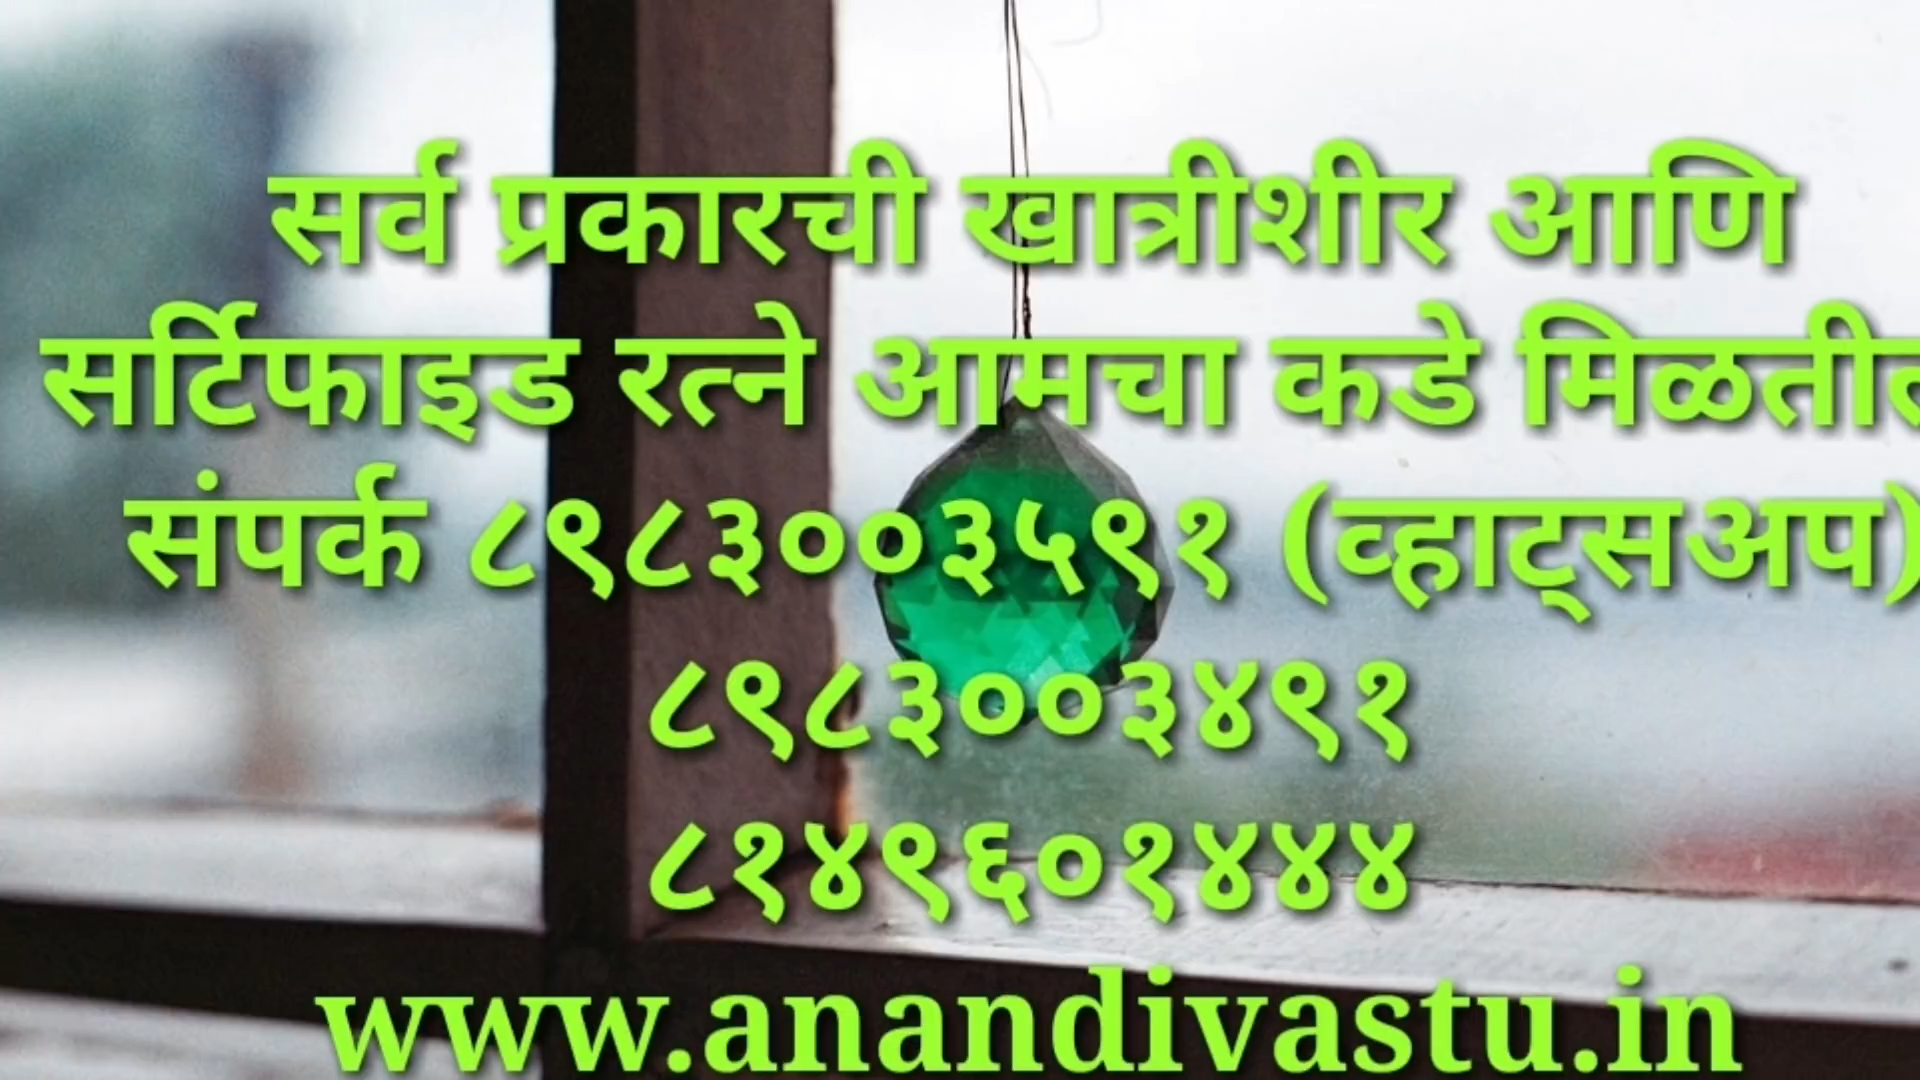 सर्व प्रकारची खात्रीशीर आणि
सर्टिफाइड रत्ने आमचा कडे मिळतील
संपर्क ८९८३००३५९१ (व्हाट्सअप)
८९८३००३४९१
८१४९६०१४४४
www.anandivastu.in